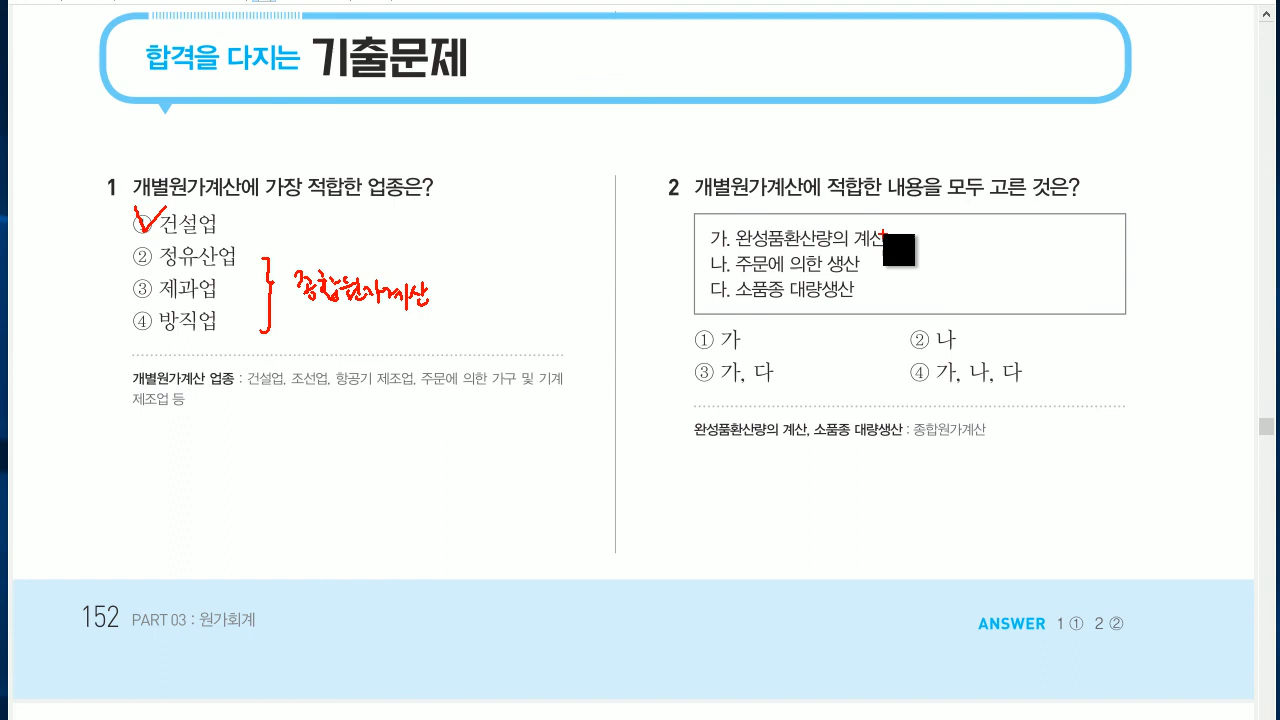 합격을 다지는 기출문제
1 개별원가계산에 가장 적합한 업종은?
① 건설업
② 정유산업
③ 제과업
④ 방직업
종합원가계산
개별원가계산 업종 : 건설업, 조선업, 항공기 제조업, 주문에 의한 가구 및 기계
제조업 등
2 개별원가계산에 적합한 내용을 모두 고른 것은?
가. 완성품환산량의 계산
나. 주문에 의한 생산
다. 소품종 대량생산
① 가 ② 나
③ 가, 다 ④ 가, 나, 다
완성품환산량의 계산, 소품종 대량생산 : 종합원가계산
152 PART 03 : 원가회계
ANSWER 1 ① 2 ②